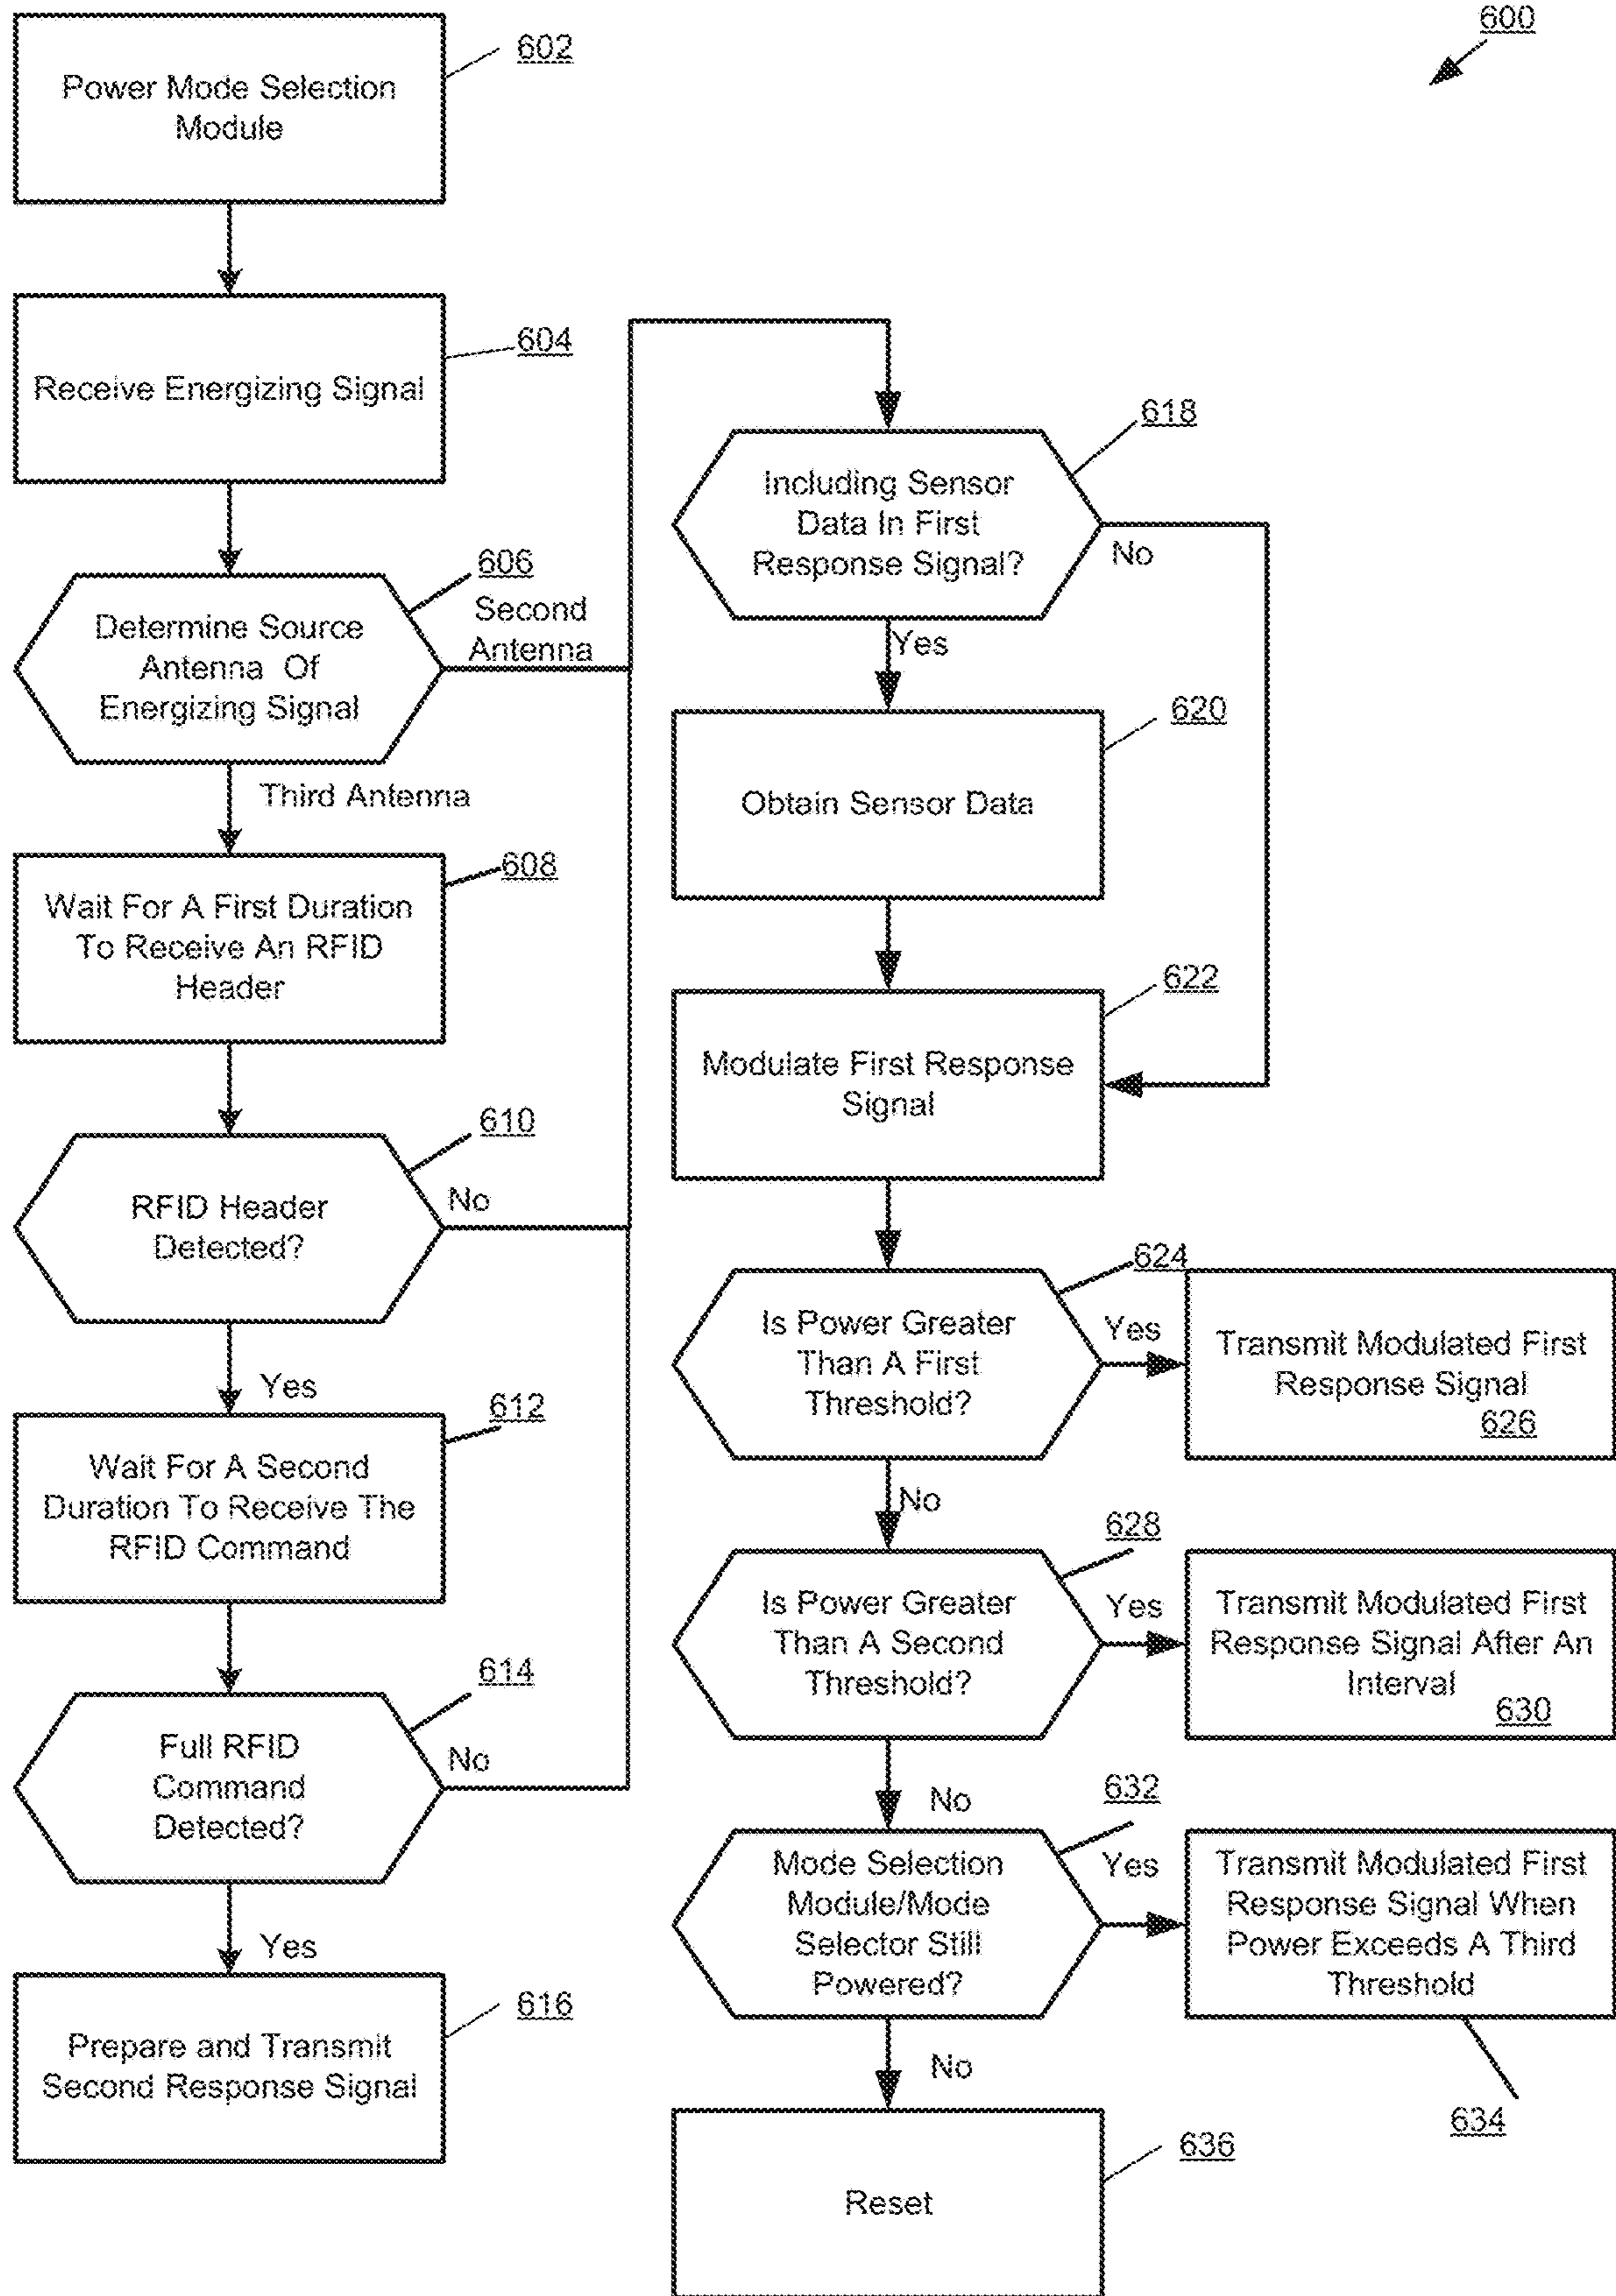 600
602
Power Mode Selection
Module
604
Receive Energizing Signal
606
Determine Source
Antenna Of
Energizing Signal
Second
Antenna
Third Antenna
608
Wait For A First Duration
To Receive An RFID
Header
610
RFID Header
Detected?
No
Yes
612
Wait For A Second
Duration To Receive The
RFID Command
614
Full RFID
Command
Detected?
No
Yes
616
Prepare and Transmit
Second Response Signal
618
Including Sensor
Data In First
Response Signal?
No
Yes
620
Obtain Sensor Data
622
Modulate First Response
Signal
624
Is Power Greater
Than A First
Threshold?
Yes
Transmit Modulated First
Response Signal
626
No
628
Is Power Greater
Than A Second
Threshold?
Yes
Transmit Modulated First
Response Signal After An
Interval
630
No
632
Mode Selection
Module/Mode
Selector Still
Powered?
Yes
Transmit Modulated First
Response Signal When
Power Exceeds A Third
Threshold
634
No
636
Reset